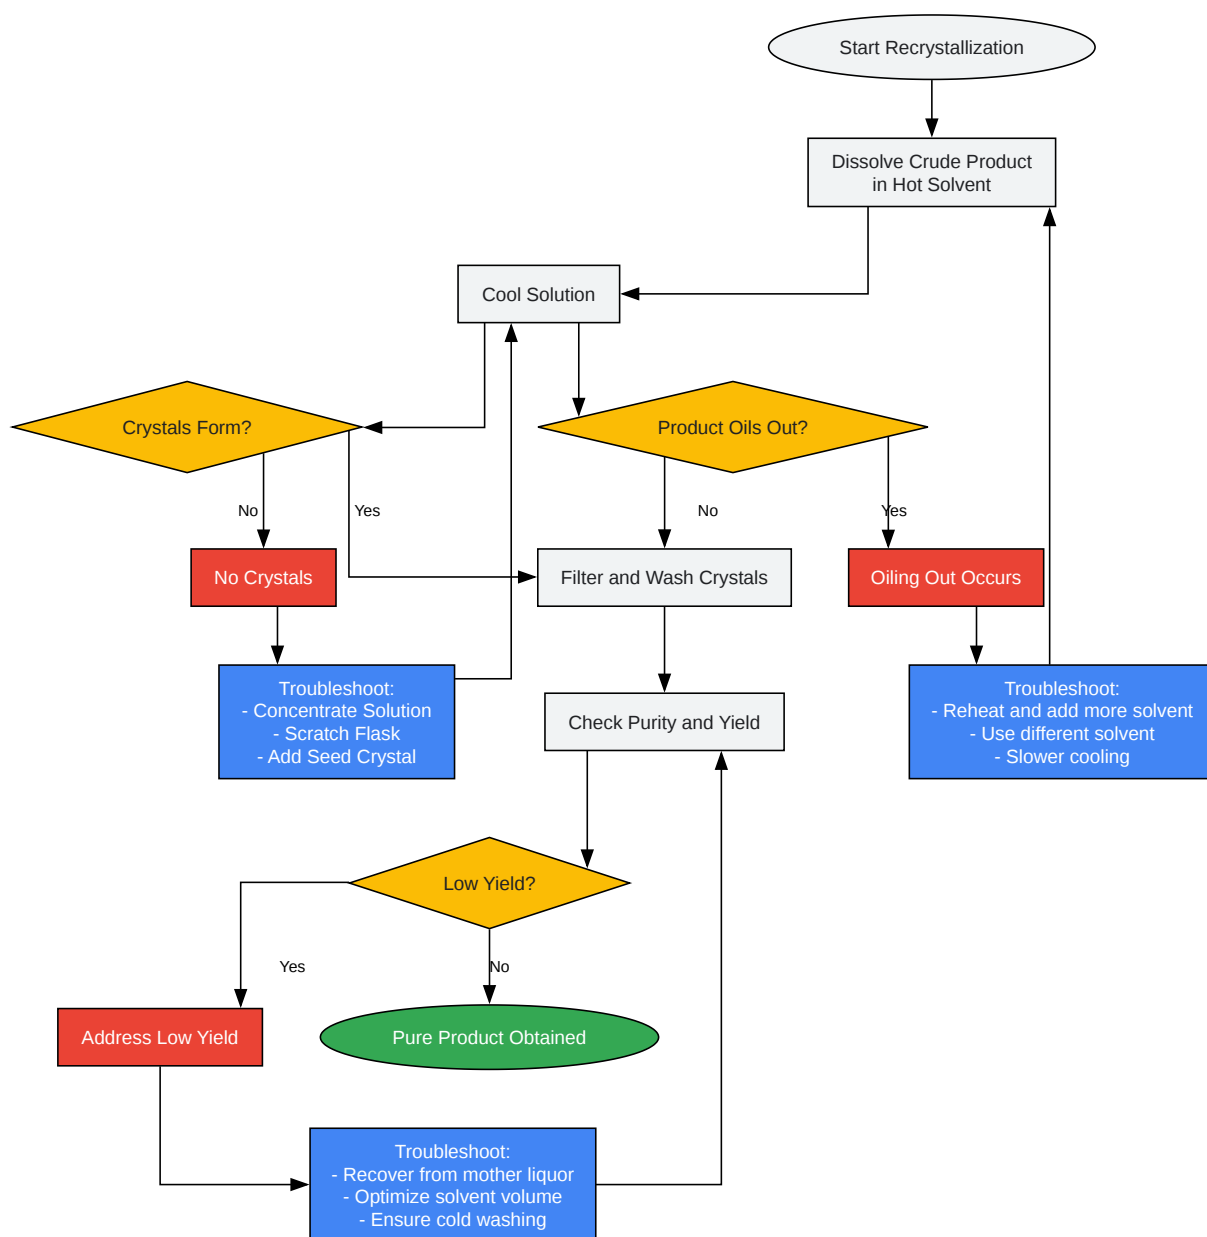 Start Recrystallization
Dissolve Crude Product
in Hot Solvent
Cool Solution
Crystals Form?
Product Oils Out?
No
Yes
No
Yes
No Crystals
Filter and Wash Crystals
Oiling Out Occurs
Troubleshoot:
- Concentrate Solution
- Scratch Flask
- Add Seed Crystal
Check Purity and Yield
Troubleshoot:
- Reheat and add more solvent
- Use different solvent
- Slower cooling
Low Yield?
Yes
No
Address Low Yield
Pure Product Obtained
Troubleshoot:
- Recover from mother liquor
- Optimize solvent volume
- Ensure cold washing